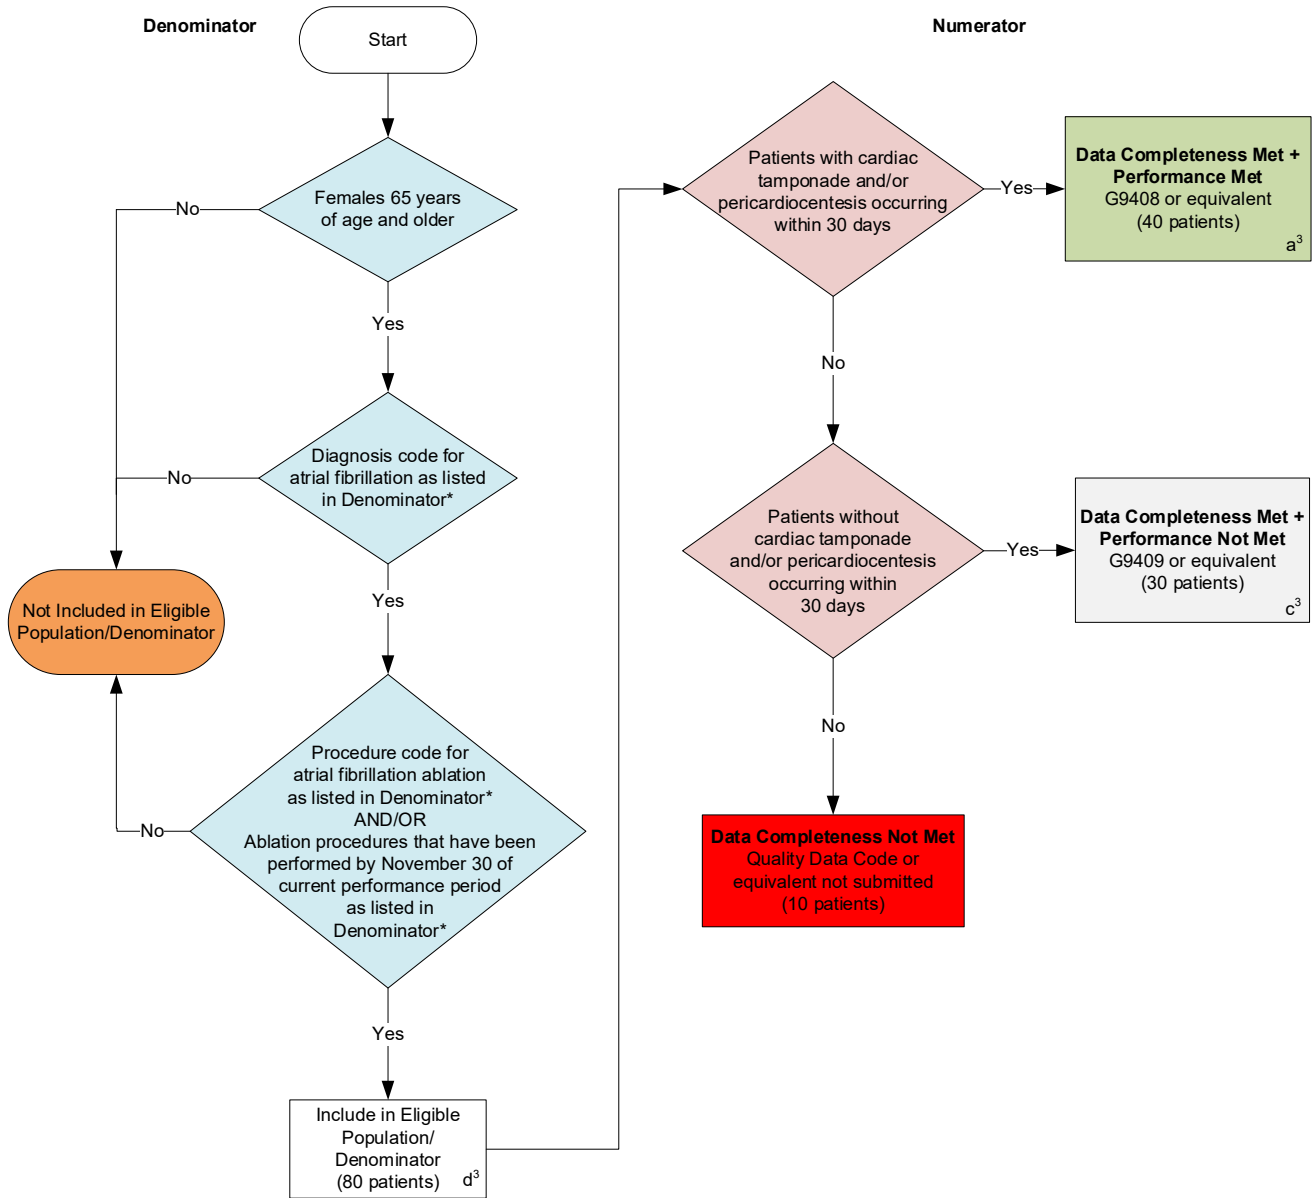 Denominator
Start
Females 65 years
of age and older
No
Yes
Diagnosis code for
atrial fibrillation as listed
in Denominator*
No
Yes
Not Included in Eligible
Population/Denominator
Procedure code for
atrial fibrillation ablation
as listed in Denominator*
AND/OR
Ablation procedures that have been
performed by November 30 of
current performance period
as listed in
Denominator*
No
Yes
Include in Eligible
Population/
Denominator
(80 patients)
d³
Numerator
Patients with cardiac
tamponade and/or
pericardiocentesis occurring
within 30 days
Yes
Data Completeness Met +
Performance Met
G9408 or equivalent
(40 patients)
a³
No
Patients without
cardiac tamponade
and/or pericardiocentesis
occurring within
30 days
Yes
Data Completeness Met +
Performance Not Met
G9409 or equivalent
(30 patients)
c³
No
Data Completeness Not Met
Quality Data Code or
equivalent not submitted
(10 patients)